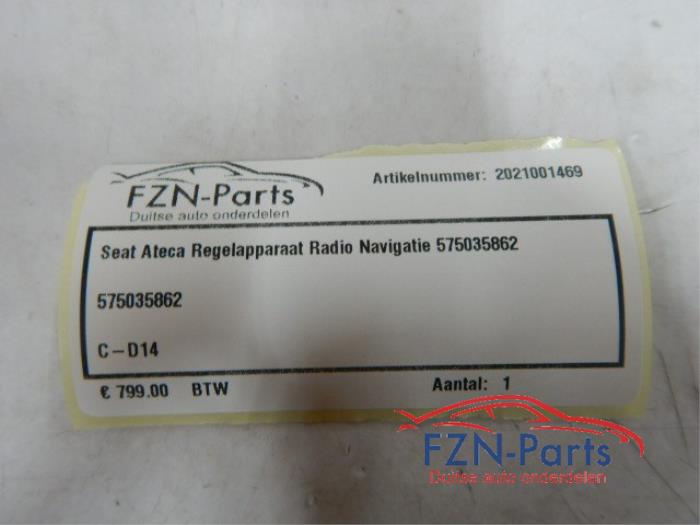 FZN-Parts
Duitse auto onderdelen
Artikelnummer: 2021001469
Seat Ateca Regelapparaat Radio Navigatie 575035862
575035862
C-D14
€ 799.00 BTW
Aantal: 1
FZN-Parts
Duitse auto onderdelen